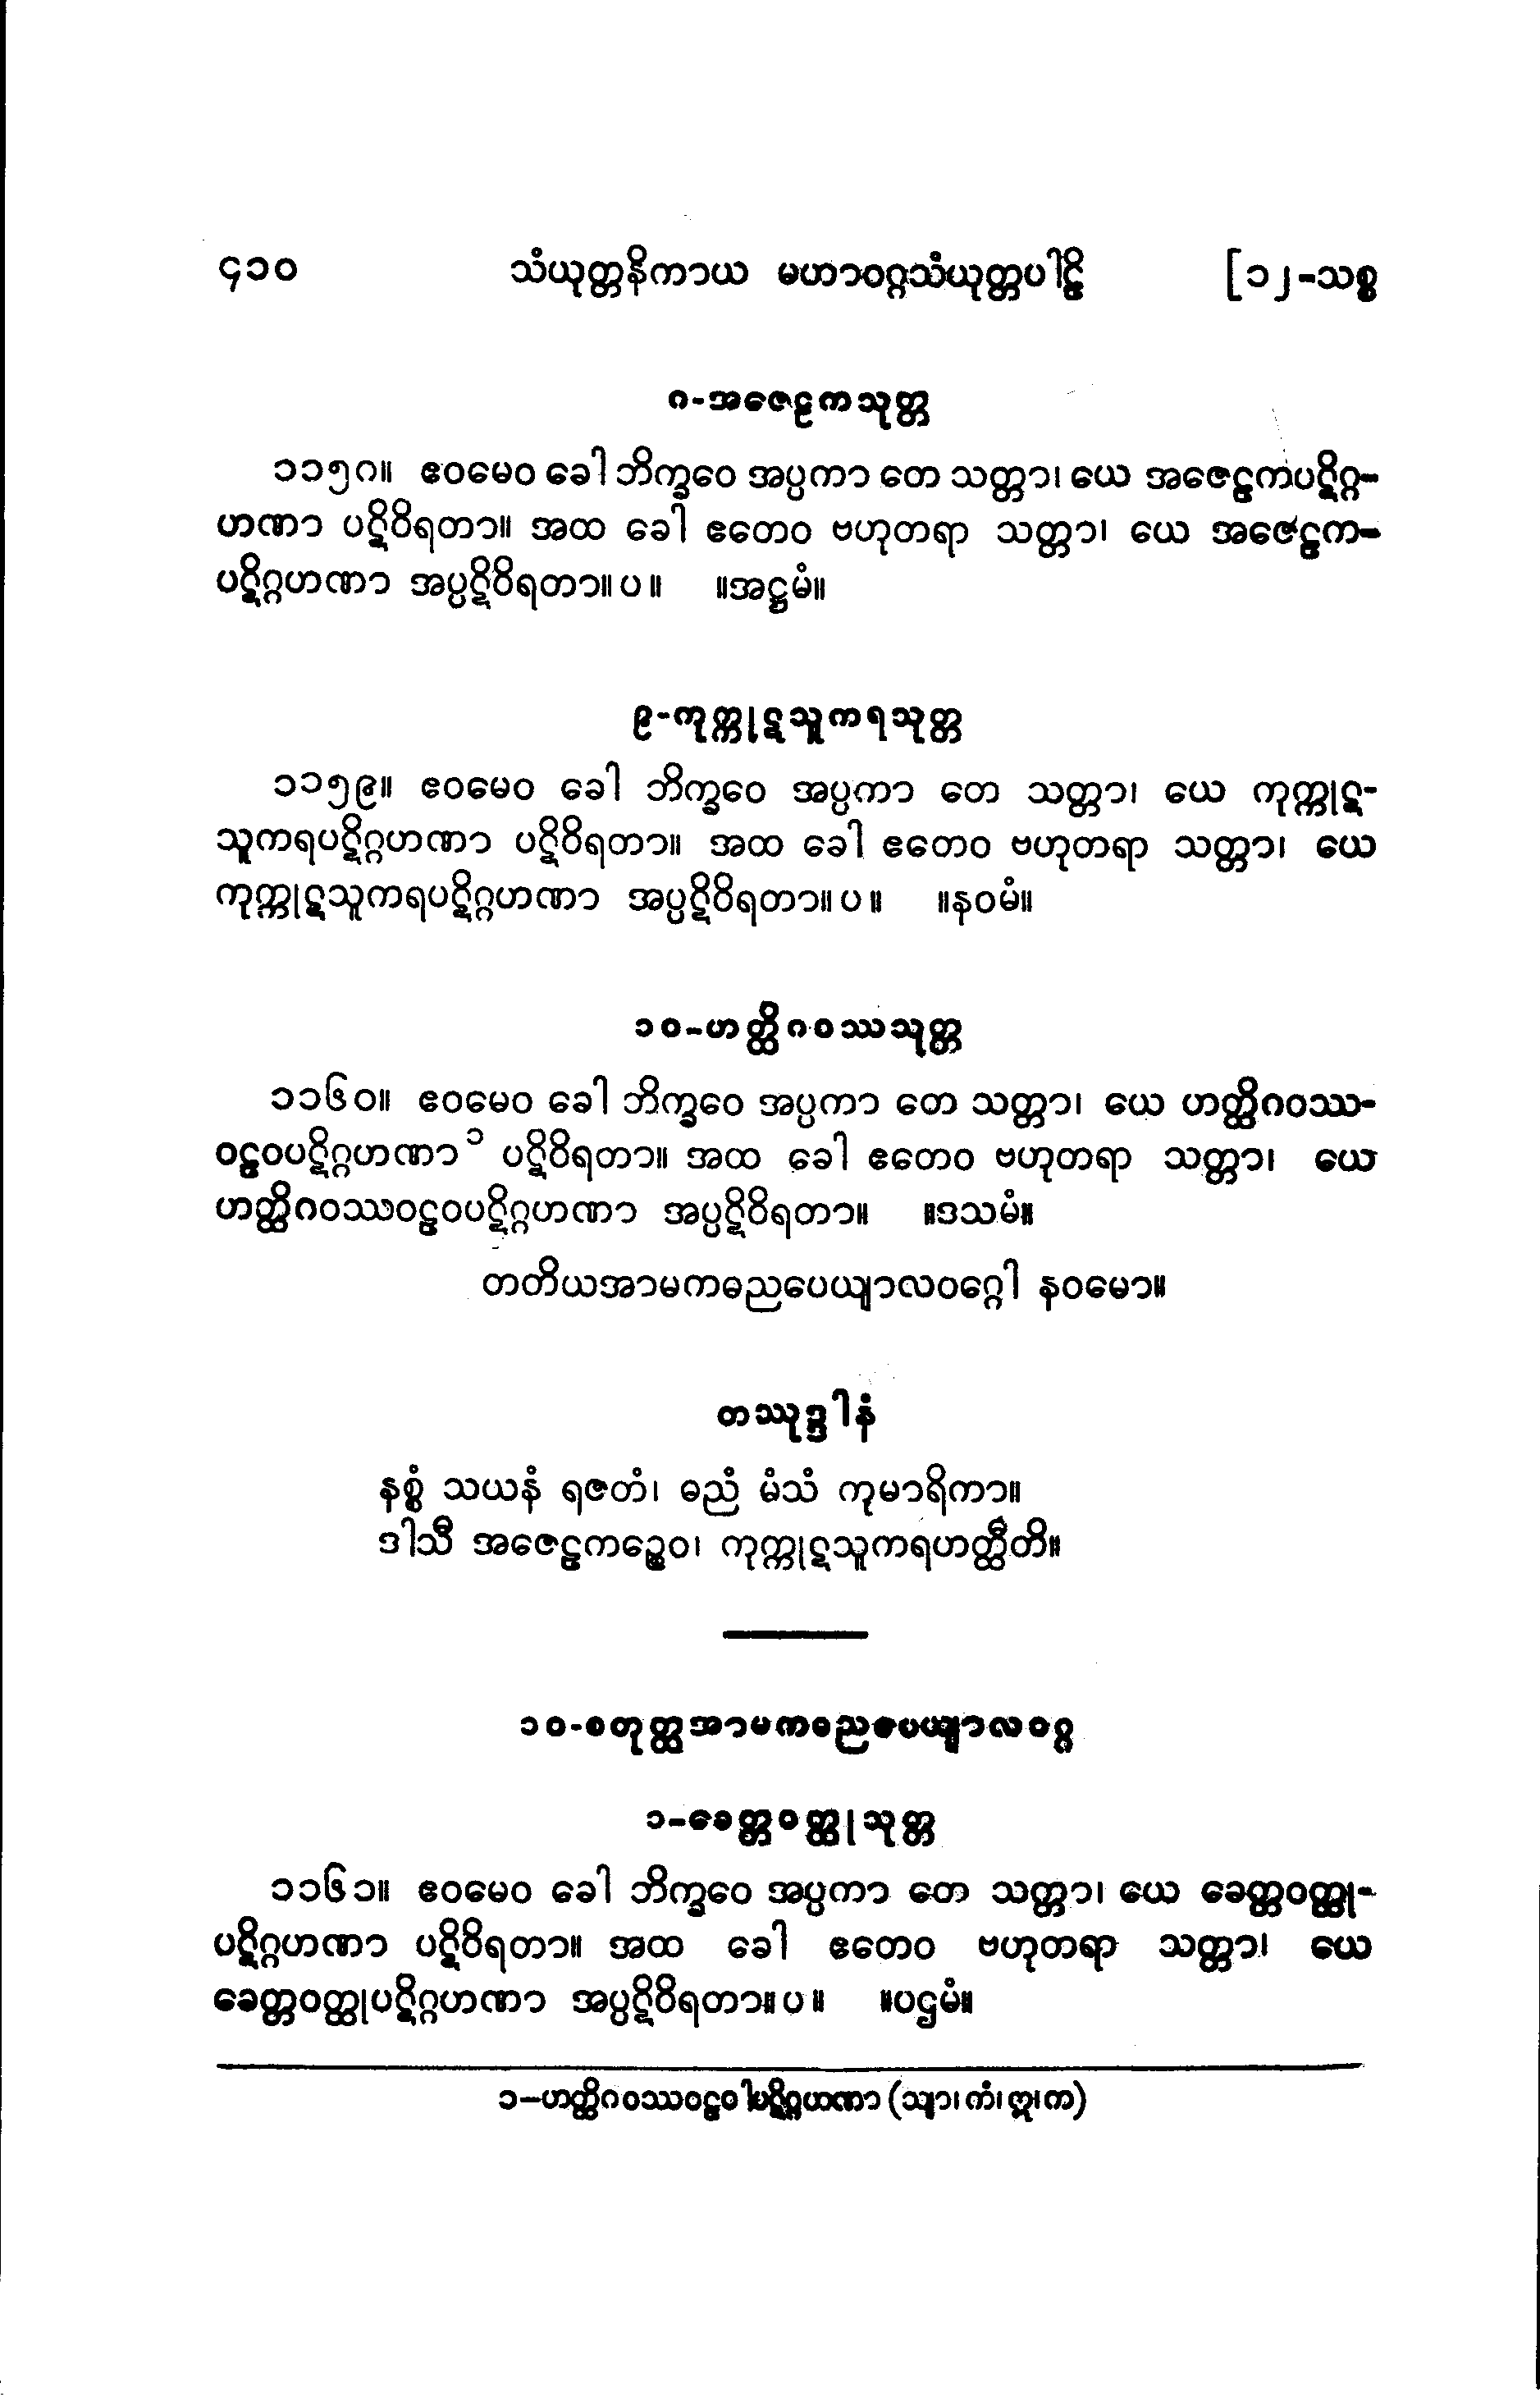 ၄၁၀ သံယုတ္တနိကာယ မဟာဝဂ္ဂသံယုတ္တပါဠိ [၁၂-သစ္စ
၈-အဇေဠကသုတ္တ
၁၁၅၈။ ဧဝမေဝ ခေါ ဘိက္ခဝေ အပ္ပကာ တေ သတ္တာ၊ ယေ အဇေဠကပဋိဂ္ဂ-
ဟဏာ ပဋိဝိရတာ။ အထ ခေါ ဧတေဝ ဗဟုတရာ သတ္တာ၊ ယေ အဇေဠက-
ပဋိဂ္ဂဟဏာ အပ္ပဋိဝိရတာ။ ပ ။ ။အဋ္ဌမံ။
၉-ကုက္ကုဋသူကရသုတ္တ
၁၁၅၉။ ဧဝမေဝ ခေါ ဘိက္ခဝေ အပ္ပကာ တေ သတ္တာ၊ ယေ ကုက္ကုဋ-
သူကရပဋိဂ္ဂဟဏာ ပဋိဝိရတာ။ အထ ခေါ ဧတေဝ ဗဟုတရာ သတ္တာ၊ ယေ
ကုက္ကုဋသူကရပဋိဂ္ဂဟဏာ အပ္ပဋိဝိရတာ။ ပ ။ ။နဝမံ။
၁၀-ဟတ္ထိဂဝဿသုတ္တ
၁၁၆၀။ ဧဝမေဝ ခေါ ဘိက္ခဝေ အပ္ပကာ တေ သတ္တာ၊ ယေ ဟတ္ထိဂဝဿ-
ဝဠဝပဋိဂ္ဂဟဏာ ၁ ပဋိဝိရတာ။ အထ ခေါ ဧတေဝ ဗဟုတရာ သတ္တာ၊ ယေ
ဟတ္ထိဂဝဿဝဠဝပဋိဂ္ဂဟဏာ အပ္ပဋိဝိရတာ။ ။ဒသမံ။
တတိယအာမကဓညပေယျာလဝဂ္ဂေါ နဝမော။
တဿုဒ္ဒါနံ
နစ္စံ သယနံ ရဇတံ၊ ဓညံ မံသံ ကုမာရိကာ။
ဒါသီ အဇေဠကဉ္စေဝ၊ ကုက္ကုဋသူကရဟတ္ထီတိ။
၁၀-စတုတ္ထအာမကဓညပေယျာလဝဂ္ဂ
၁-ခေတ္တဝတ္ထုသုတ္တ
၁၁၆၁။ ဧဝမေဝ ခေါ ဘိက္ခဝေ အပ္ပကာ တေ သတ္တာ၊ ယေ ခေတ္တဝတ္ထု-
ပဋိဂ္ဂဟဏာ ပဋိဝိရတာ။ အထ ခေါ ဧတေဝ ဗဟုတရာ သတ္တာ၊ ယေ
ခေတ္တဝတ္ထုပဋိဂ္ဂဟဏာ အပ္ပဋိဝိရတာ။ ပ ။ ။ပဌမံ။
၁–ဟတ္ထိဂဝဿဝဠဝါပဋိဂ္ဂဟဏာ (သျာ၊ ကံ၊ ဣ၊ က)